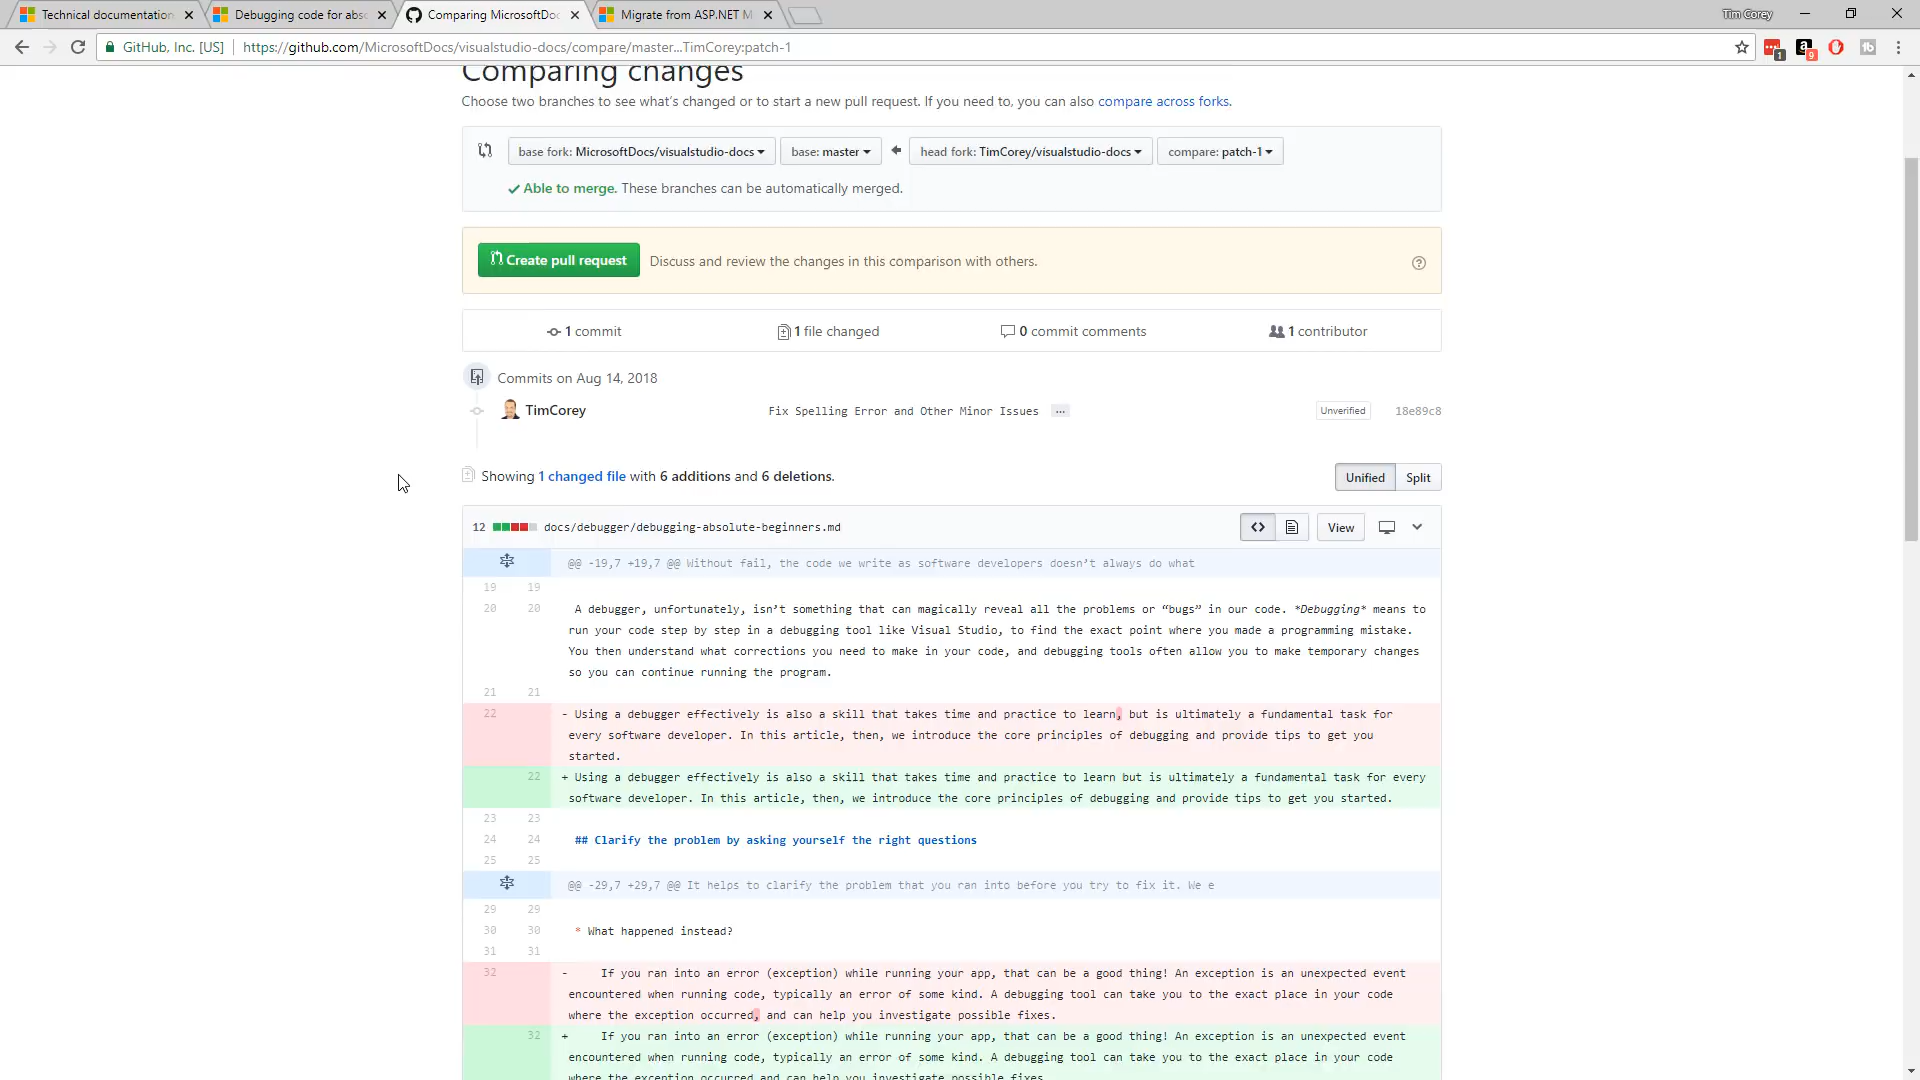 Technical documentation
Debugging code for abs
Comparing MicrosoftDoc
Migrate from ASP.NET M
Tim Corey
GitHub, Inc. [US]
https://github.com/MicrosoftDocs/visualstudio-docs/compare/master...TimCorey:patch-1
1
9
Comparing changes
Choose two branches to see what's changed or to start a new pull request. If you need to, you can also compare across forks.
base fork: MicrosoftDocs/visualstudio-docs
base: master
head fork: TimCorey/visualstudio-docs
compare: patch-1
Able to merge. These branches can be automatically merged.
Create pull request
Discuss and review the changes in this comparison with others.
1 commit
1 file changed
0 commit comments
1 contributor
Commits on Aug 14, 2018
TimCorey
Fix Spelling Error and Other Minor Issues
...
Unverified
18e89c8
Showing 1 changed file with 6 additions and 6 deletions.
Unified
Split
12 docs/debugger/debugging-absolute-beginners.md
<>
View
@@ -19,7 +19,7 @@ Without fail, the code we write as software developers doesn’t always do what
19 19
20 20 A debugger, unfortunately, isn’t something that can magically reveal all the problems or “bugs” in our code. *Debugging* means to
run your code step by step in a debugging tool like Visual Studio, to find the exact point where you made a programming mistake.
You then understand what corrections you need to make in your code, and debugging tools often allow you to make temporary changes
so you can continue running the program.
21 21
22 - Using a debugger effectively is also a skill that takes time and practice to learn, but is ultimately a fundamental task for
every software developer. In this article, then, we introduce the core principles of debugging and provide tips to get you
started.
22 + Using a debugger effectively is also a skill that takes time and practice to learn but is ultimately a fundamental task for every
software developer. In this article, then, we introduce the core principles of debugging and provide tips to get you started.
23 23
24 24 ## Clarify the problem by asking yourself the right questions
25 25
@@ -29,7 +29,7 @@ It helps to clarify the problem that you ran into before you try to fix it. We e
29 29
30 30 * What happened instead?
31 31
32 - If you ran into an error (exception) while running your app, that can be a good thing! An exception is an unexpected event
encountered when running code, typically an error of some kind. A debugging tool can take you to the exact place in your code
where the exception occurred, and can help you investigate possible fixes.
32 + If you ran into an error (exception) while running your app, that can be a good thing! An exception is an unexpected event
encountered when running code, typically an error of some kind. A debugging tool can take you to the exact place in your code
where the exception occurred and can help you investigate possible fixes.